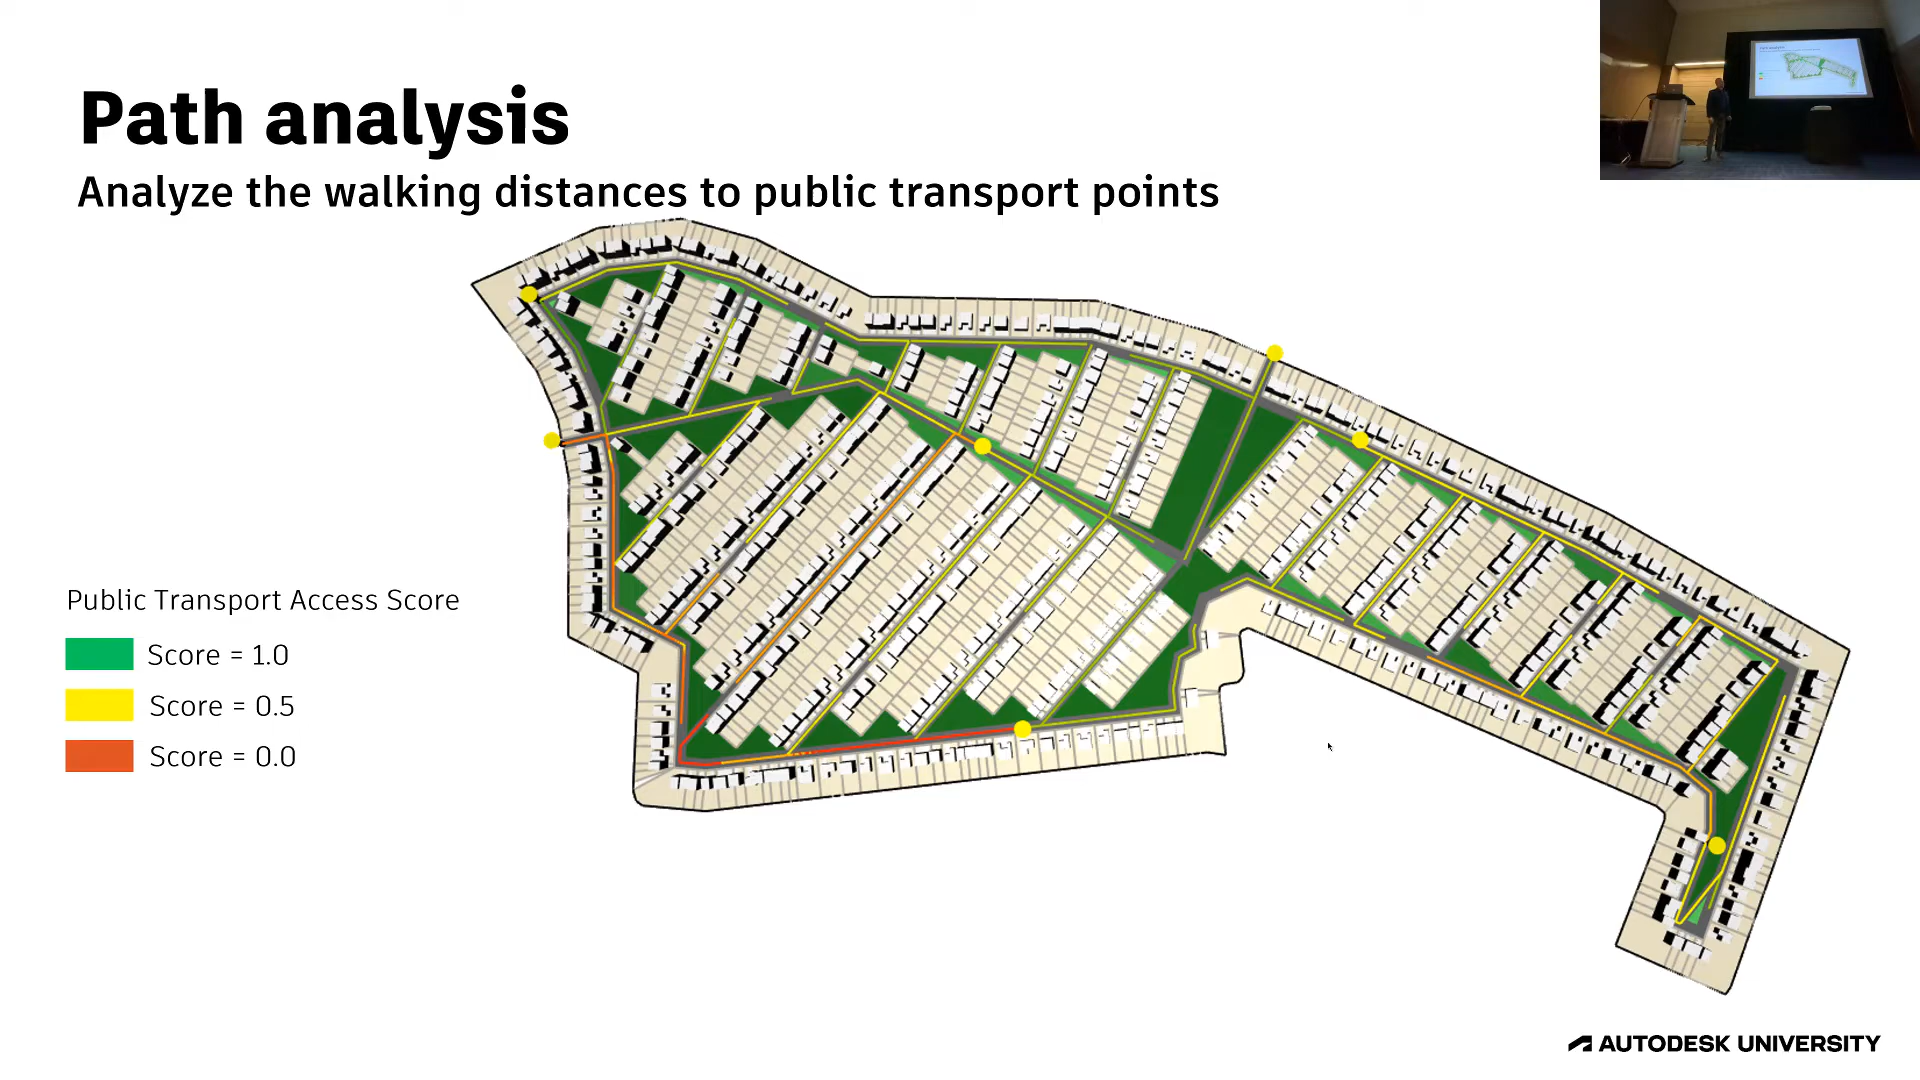 Path analysis
Analyze the walking distances to public transport points
Public Transport Access Score
Score = 1.0
Score = 0.5
Score = 0.0
AUTODESK UNIVERSITY